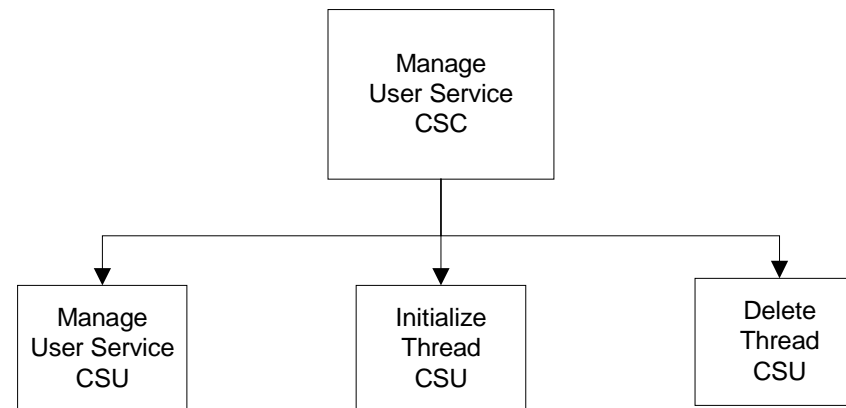 Manage
User Service
CSC
Manage
User Service
CSU
Initialize
Thread
CSU
Delete
Thread
CSU